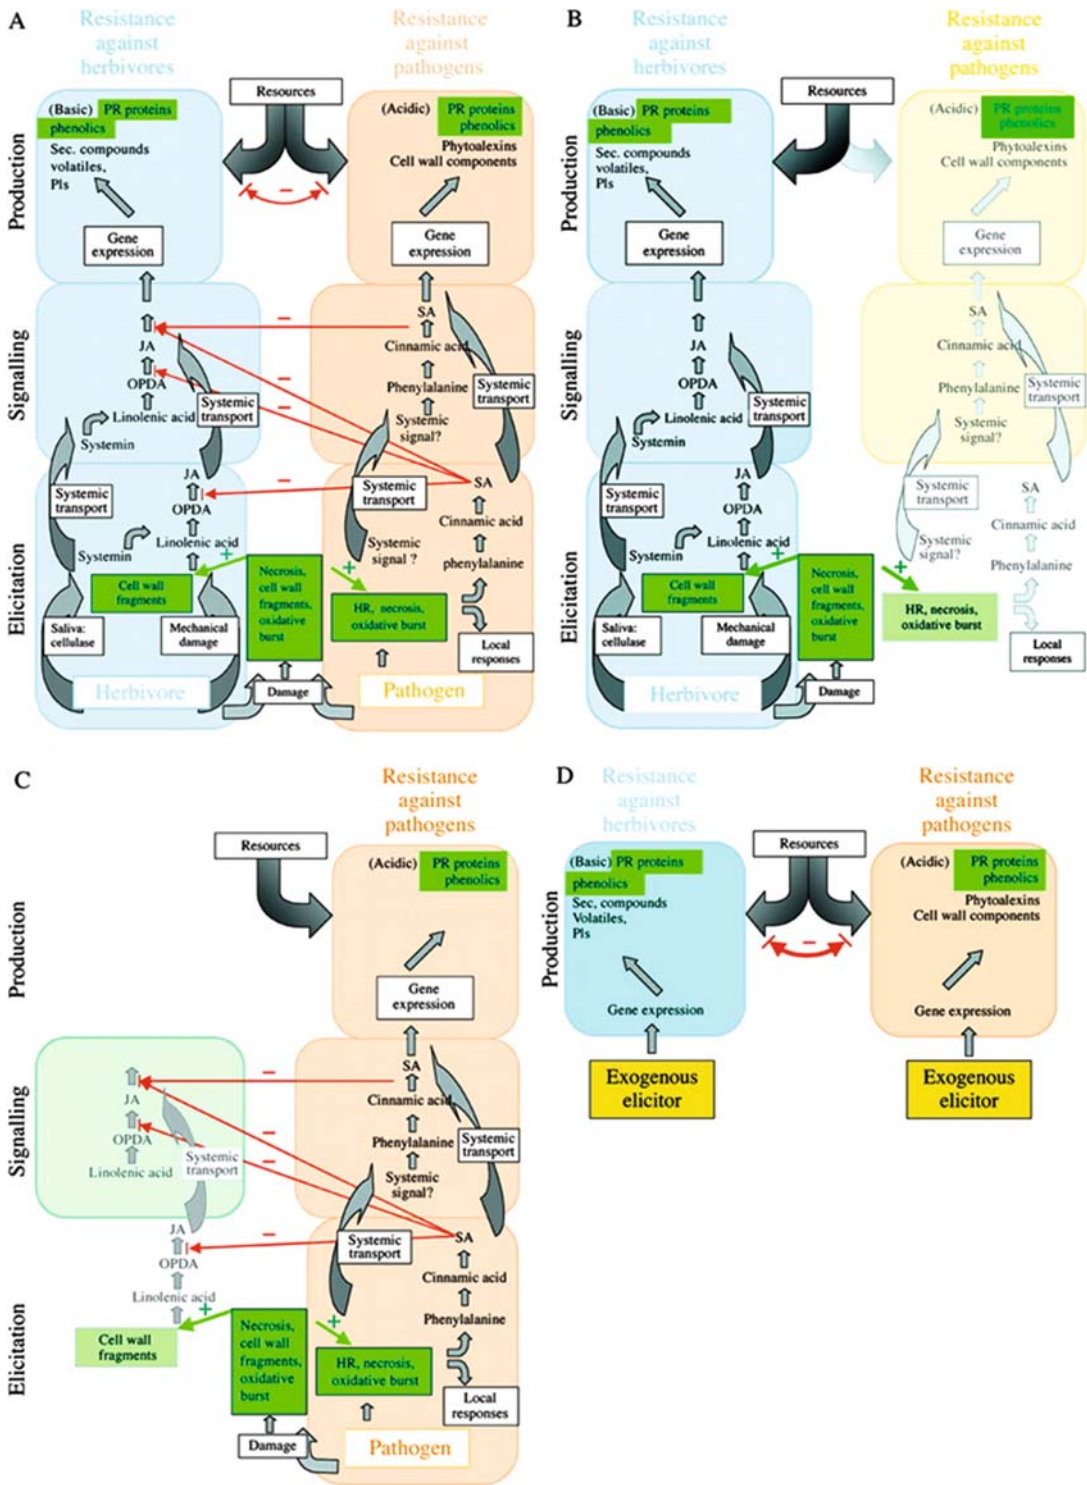 A
Resistance
against
herbivores
Resistance
against
pathogens
Resources
(Basic) PR proteins
phenolics
Sec. compounds
volatiles,
PIs
(Acidic) PR proteins
phenolics
Phytoalexins
Cell wall components
–
Gene
expression
Gene
expression
Production
Signalling
Elicitation
SA
Cinnamic acid
Phenylalanine
Systemic
signal?
Systemic
transport
–
–
–
–
JA
OPDA
Linolenic acid
Systemin
Systemic
transport
Systemic
transport
JA
OPDA
Linolenic acid
Systemin
Systemic
transport
SA
Cinnamic acid
phenylalanine
Systemic
signal ?
+
+
Cell wall
fragments
Necrosis,
cell wall
fragments,
oxidative
burst
HR, necrosis,
oxidative burst
Local
responses
Saliva:
cellulase
Mechanical
damage
Herbivore
Damage
Pathogen
B
Resistance
against
herbivores
Resistance
against
pathogens
Resources
(Basic) PR proteins
phenolics
Sec. compounds
volatiles,
PIs
(Acidic) PR proteins
phenolics
Phytoalexins
Cell wall components
Gene
expression
Gene
expression
Production
Signalling
Elicitation
JA
OPDA
Linolenic acid
Systemin
Systemic
transport
Systemic
transport
SA
Cinnamic acid
Phenylalanine
Systemic
signal?
Systemic
transport
JA
OPDA
Linolenic acid
Systemin
Systemic
transport
Systemic
signal?
SA
Cinnamic acid
Phenylalanine
+
+
Cell wall
fragments
Necrosis,
cell wall
fragments,
oxidative
burst
HR, necrosis,
oxidative burst
Local
responses
Saliva:
cellulase
Mechanical
damage
Herbivore
Damage
C
Resistance
against
pathogens
Resources
(Acidic) PR proteins
phenolics
Gene
expression
Production
Signalling
Elicitation
SA
Cinnamic acid
Phenylalanine
Systemic
signal?
Systemic
transport
–
–
–
–
JA
OPDA
Linolenic acid
Systemic
transport
JA
OPDA
Linolenic acid
Systemic
transport
SA
Cinnamic acid
Phenylalanine
+
+
Cell wall
fragments
Necrosis,
cell wall
fragments,
oxidative
burst
HR, necrosis,
oxidative burst
Local
responses
Damage
Pathogen
D
Resistance
against
herbivores
Resistance
against
pathogens
Resources
(Basic) PR proteins
phenolics
Sec, compounds
Volatiles,
PIs
(Acidic) PR proteins
phenolics
Phytoalexins
Cell wall components
–
Production
Gene expression
Gene expression
Exogenous
elicitor
Exogenous
elicitor